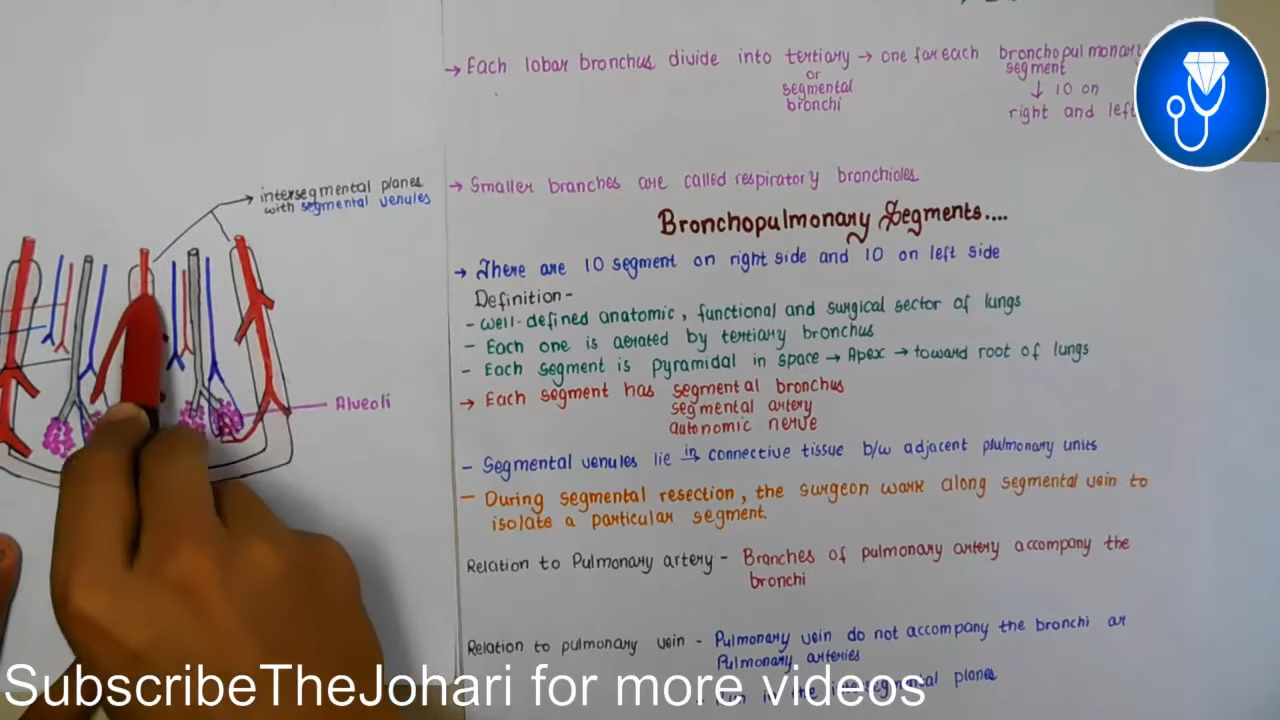 → Each lobar bronchus divide into tertiary → one for each bronchopulmonary
or segment
segmental ↓ 10 on
bronchi right and left
intersegmental planes
with segmental venules
→ Smaller branches are called respiratory bronchioles
Bronchopulmonary Segments....
→ There are 10 segment on right side and 10 on left side
Definition -
- well-defined anatomic, functional and surgical sector of lungs
- Each one is aerated by tertiary bronchus
- Each segment is pyramidal in space → Apex → toward root of lungs
→ Each segment has segmental bronchus
segmental artery
autonomic nerve
Alveoli
- Segmental venules lie in → connective tissue b/w adjacent plulmonary units
- During segmental resection, the surgeon work along segmental vein to
isolate a particular segment.
Relation to Pulmonary artery - Branches of pulmonary artery accompany the
bronchi
Relation to pulmonary vein - Pulmonary vein do not accompany the bronchi or
Pulmonary arteries
- Run in the intersegmental planes
SubscribeTheJohari for more videos